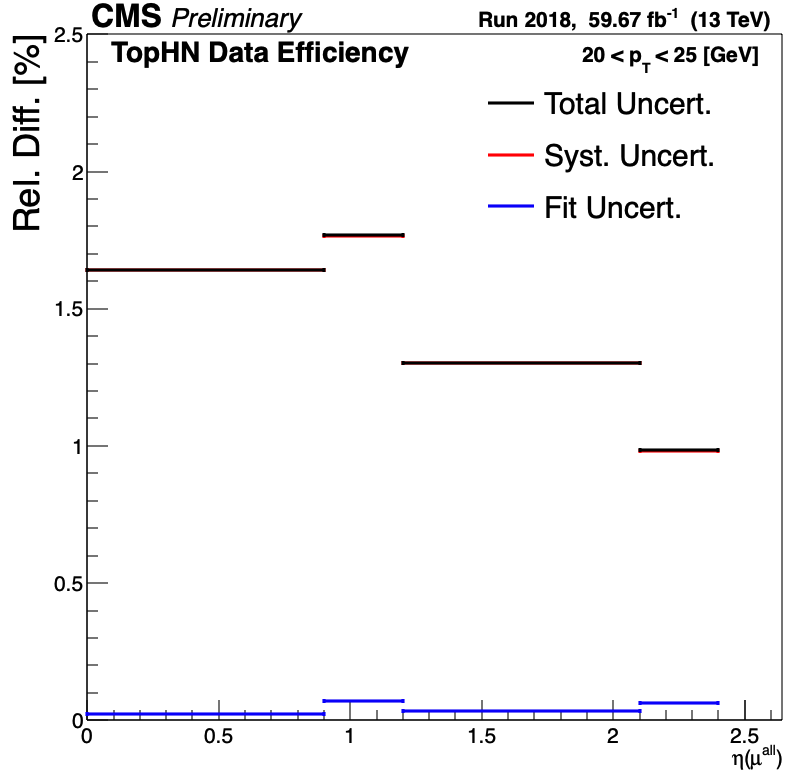 CMS Preliminary Run 2018, 59.67 fb⁻¹ (13 TeV)
TopHN Data Efficiency 20 < p_T < 25 [GeV]
Rel. Diff. [%]
Total Uncert.
Syst. Uncert.
Fit Uncert.
2.5
2
1.5
1
0.5
0
0 0.5 1 1.5 2 2.5
η(μ^all)